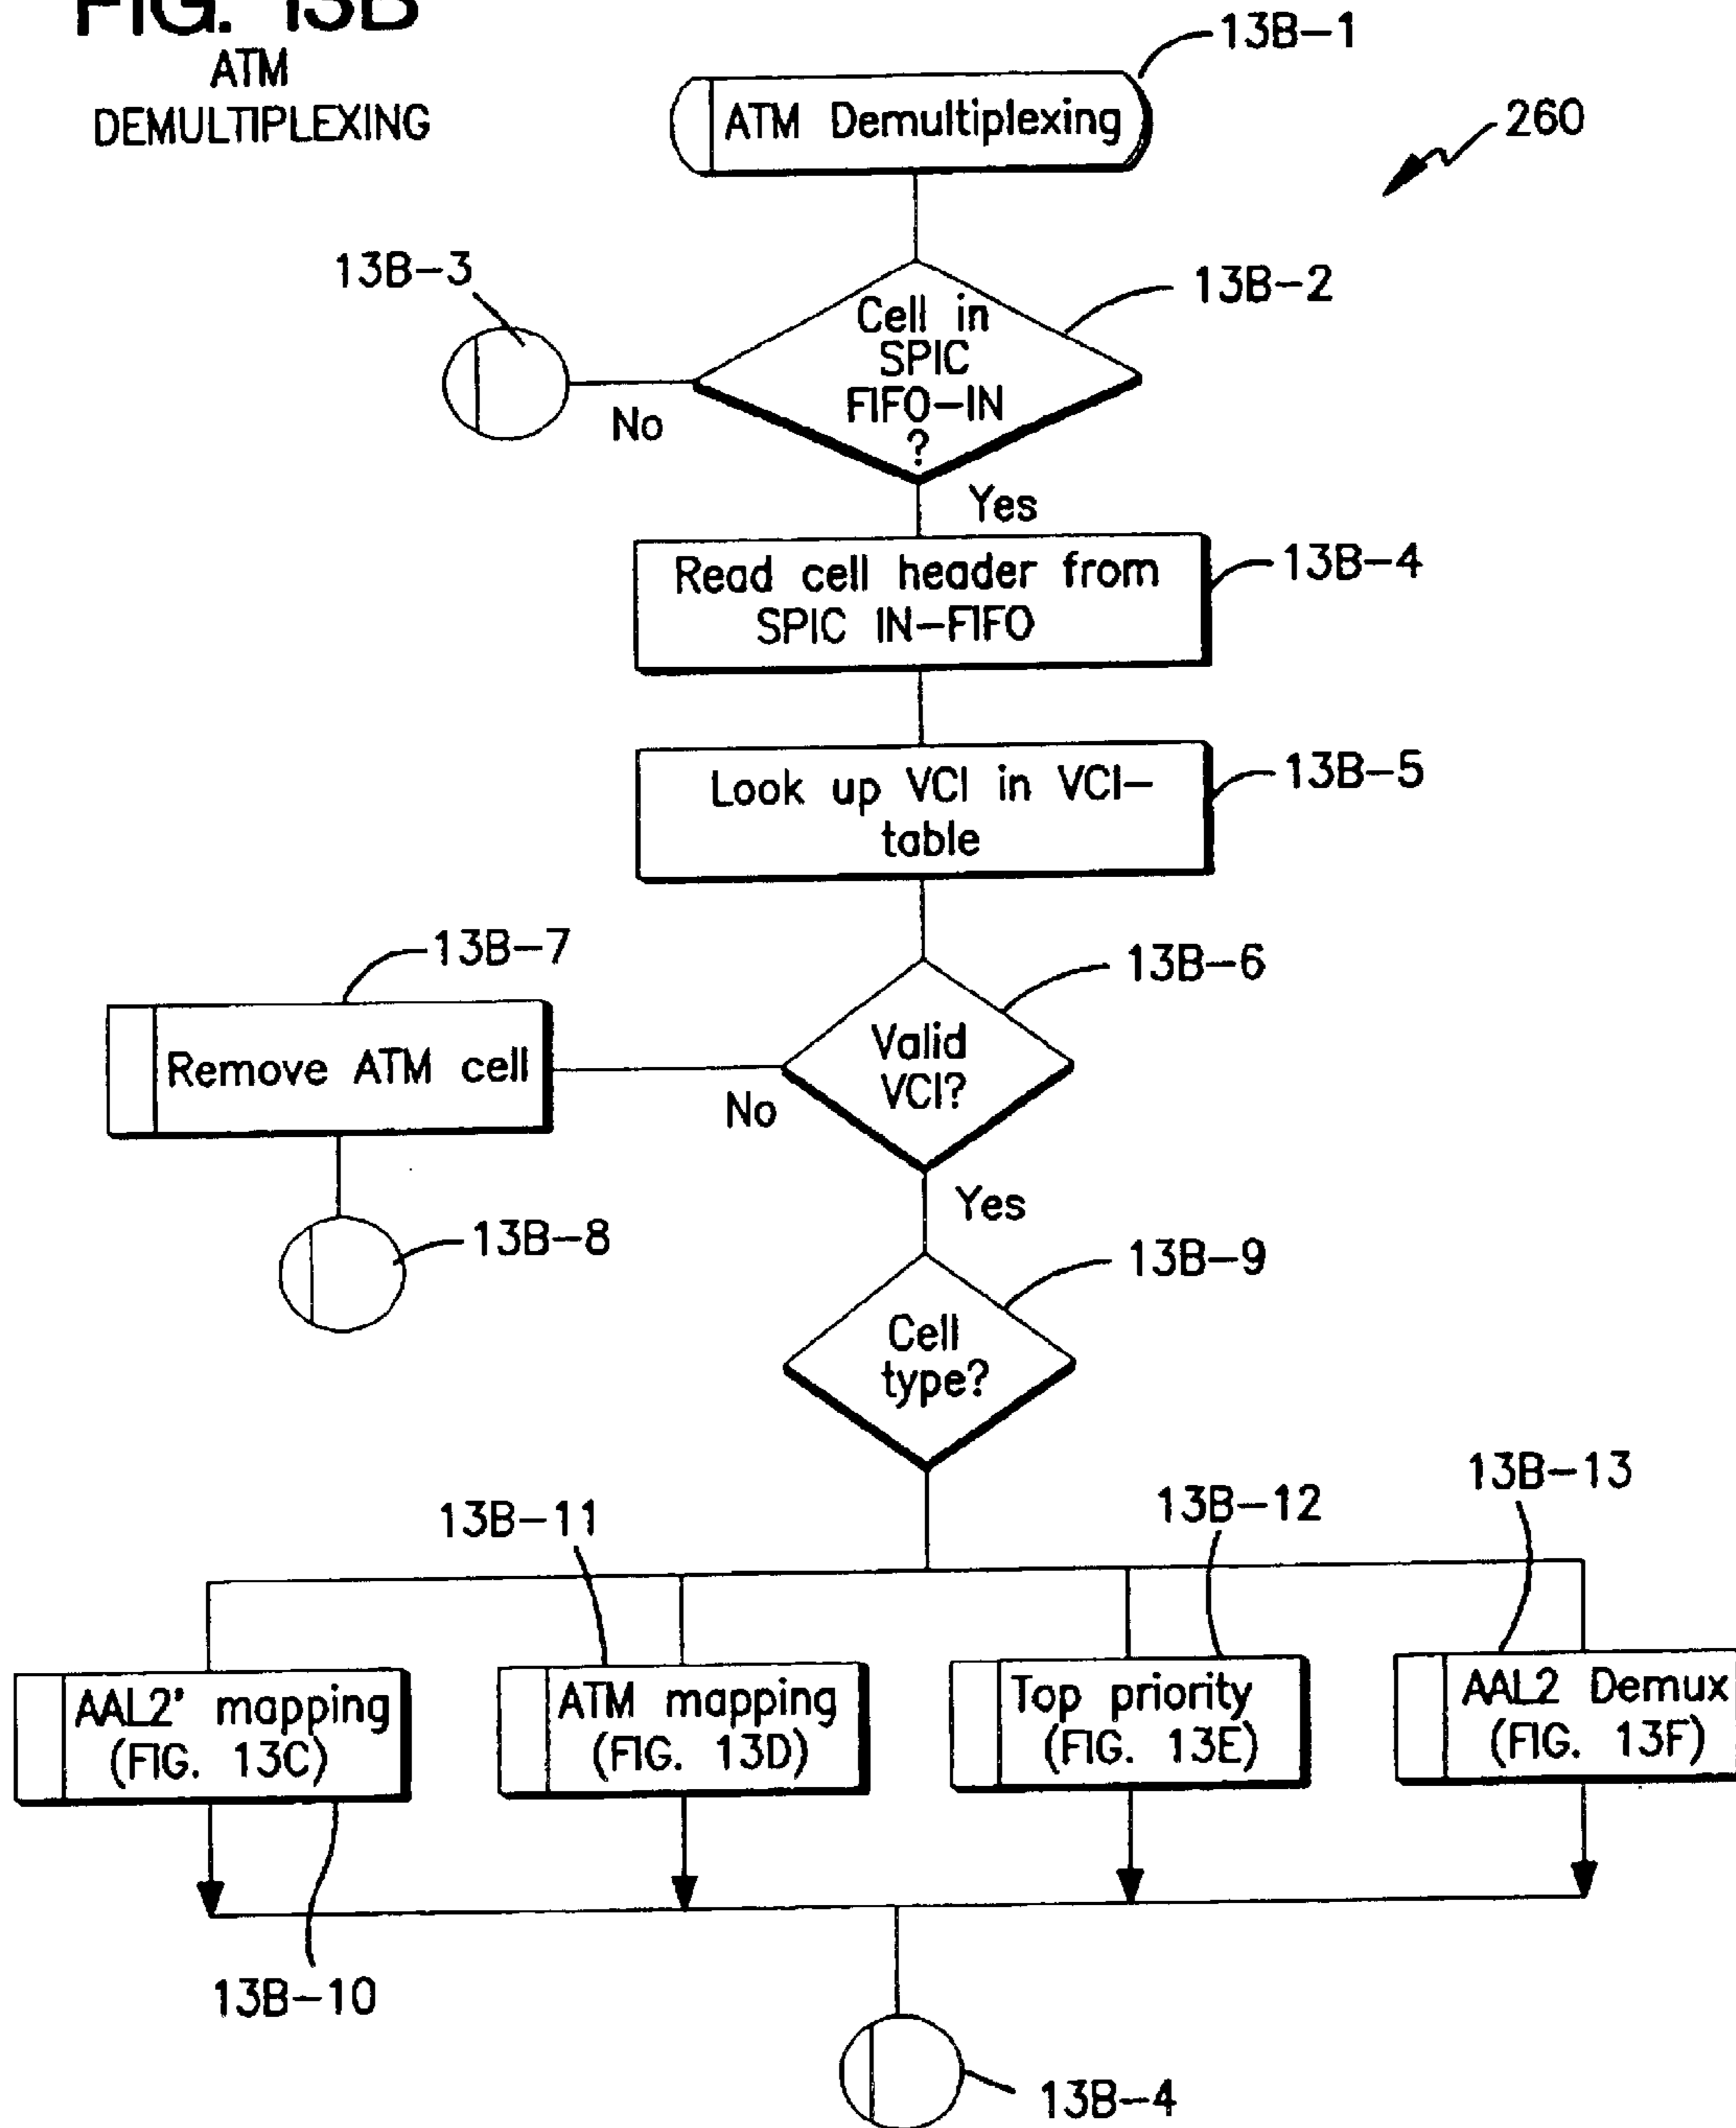 FIG. 13B
ATM
DEMULTIPLEXING
13B-1
ATM Demultiplexing
260
13B-3
13B-2
Cell in
SPIC
FIFO-IN
?
No
Yes
Read cell header from
SPIC IN-FIFO
13B-4
Look up VCI in VCI-
table
13B-5
13B-7
13B-6
Remove ATM cell
Valid
VCI?
No
Yes
13B-8
13B-9
Cell
type?
13B-11
13B-12
13B-13
AAL2' mapping
(FIG. 13C)
ATM mapping
(FIG. 13D)
Top priority
(FIG. 13E)
AAL2 Demux
(FIG. 13F)
13B-10
13B-4